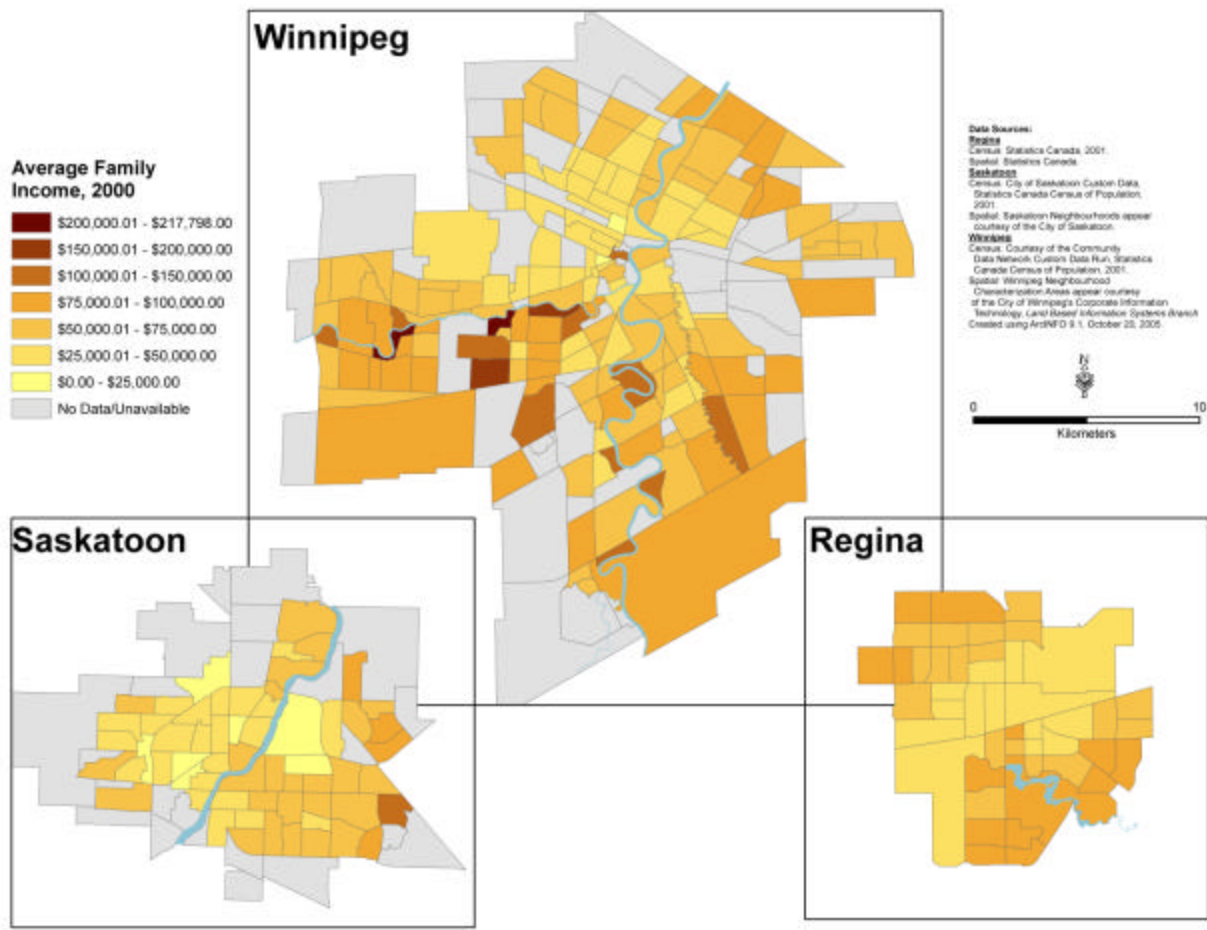 Winnipeg
Average Family
Income, 2000
$200,000.01 - $217,798.00
$150,000.01 - $200,000.00
$100,000.01 - $150,000.00
$75,000.01 - $100,000.00
$50,000.01 - $75,000.00
$25,000.01 - $50,000.00
$0.00 - $25,000.00
No Data/Unavailable
Data Sources:
Regina
Census: Statistics Canada, 2001.
Spatial: Statistics Canada.
Saskatoon
Census: City of Saskatoon Custom Data,
Statistics Canada Census of Population,
2001.
Spatial: Saskatoon Neighbourhoods appear
courtesy of the City of Saskatoon.
Winnipeg
Census: Courtesy of the Community
Data Network Custom Data Run, Statistics
Canada Census of Population, 2001.
Spatial: Winnipeg Neighbourhood
Characterization Areas appear courtesy
of the City of Winnipeg's Corporate Information
Technology, Land Based Information Systems Branch
Created using ArcINFO 9.1, October 20, 2005.
N
0 10
Kilometers
Saskatoon
Regina